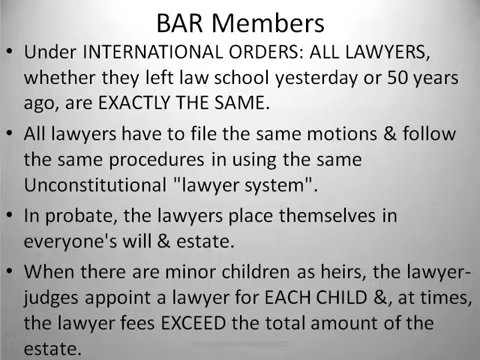 BAR Members
• Under INTERNATIONAL ORDERS: ALL LAWYERS,
whether they left law school yesterday or 50 years
ago, are EXACTLY THE SAME.
• All lawyers have to file the same motions & follow
the same procedures in using the same
Unconstitutional "lawyer system".
• In probate, the lawyers place themselves in
everyone's will & estate.
• When there are minor children as heirs, the lawyer-
judges appoint a lawyer for EACH CHILD &, at times,
the lawyer fees EXCEED the total amount of the
estate.